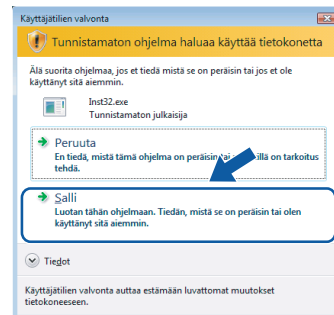 Käyttäjätilien valvonta
Tunnistamaton ohjelma haluaa käyttää tietokonetta
Älä suorita ohjelmaa, jos et tiedä mistä se on peräisin tai jos et ole
käyttänyt sitä aiemmin.
Inst32.exe
Tunnistamaton julkaisija
Peruuta
En tiedä, mistä tämä ohjelma on peräisin tai on tarkoitus
tehdä.
Salli
Luotan tähän ohjelmaan. Tiedän, mistä se on peräisin tai olen
käyttänyt sitä aiemmin.
Tiedot
Käyttäjätilien valvonta auttaa estämään luvattomat muutokset
tietokoneeseen.